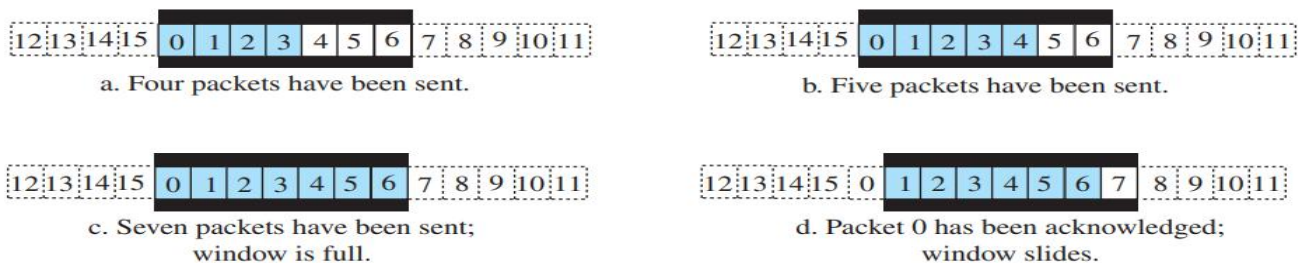 12 13 14 15 0 1 2 3 4 5 6 7 8 9 10 11
a. Four packets have been sent.
12 13 14 15 0 1 2 3 4 5 6 7 8 9 10 11
b. Five packets have been sent.
12 13 14 15 0 1 2 3 4 5 6 7 8 9 10 11
c. Seven packets have been sent;
window is full.
12 13 14 15 0 1 2 3 4 5 6 7 8 9 10 11
d. Packet 0 has been acknowledged;
window slides.